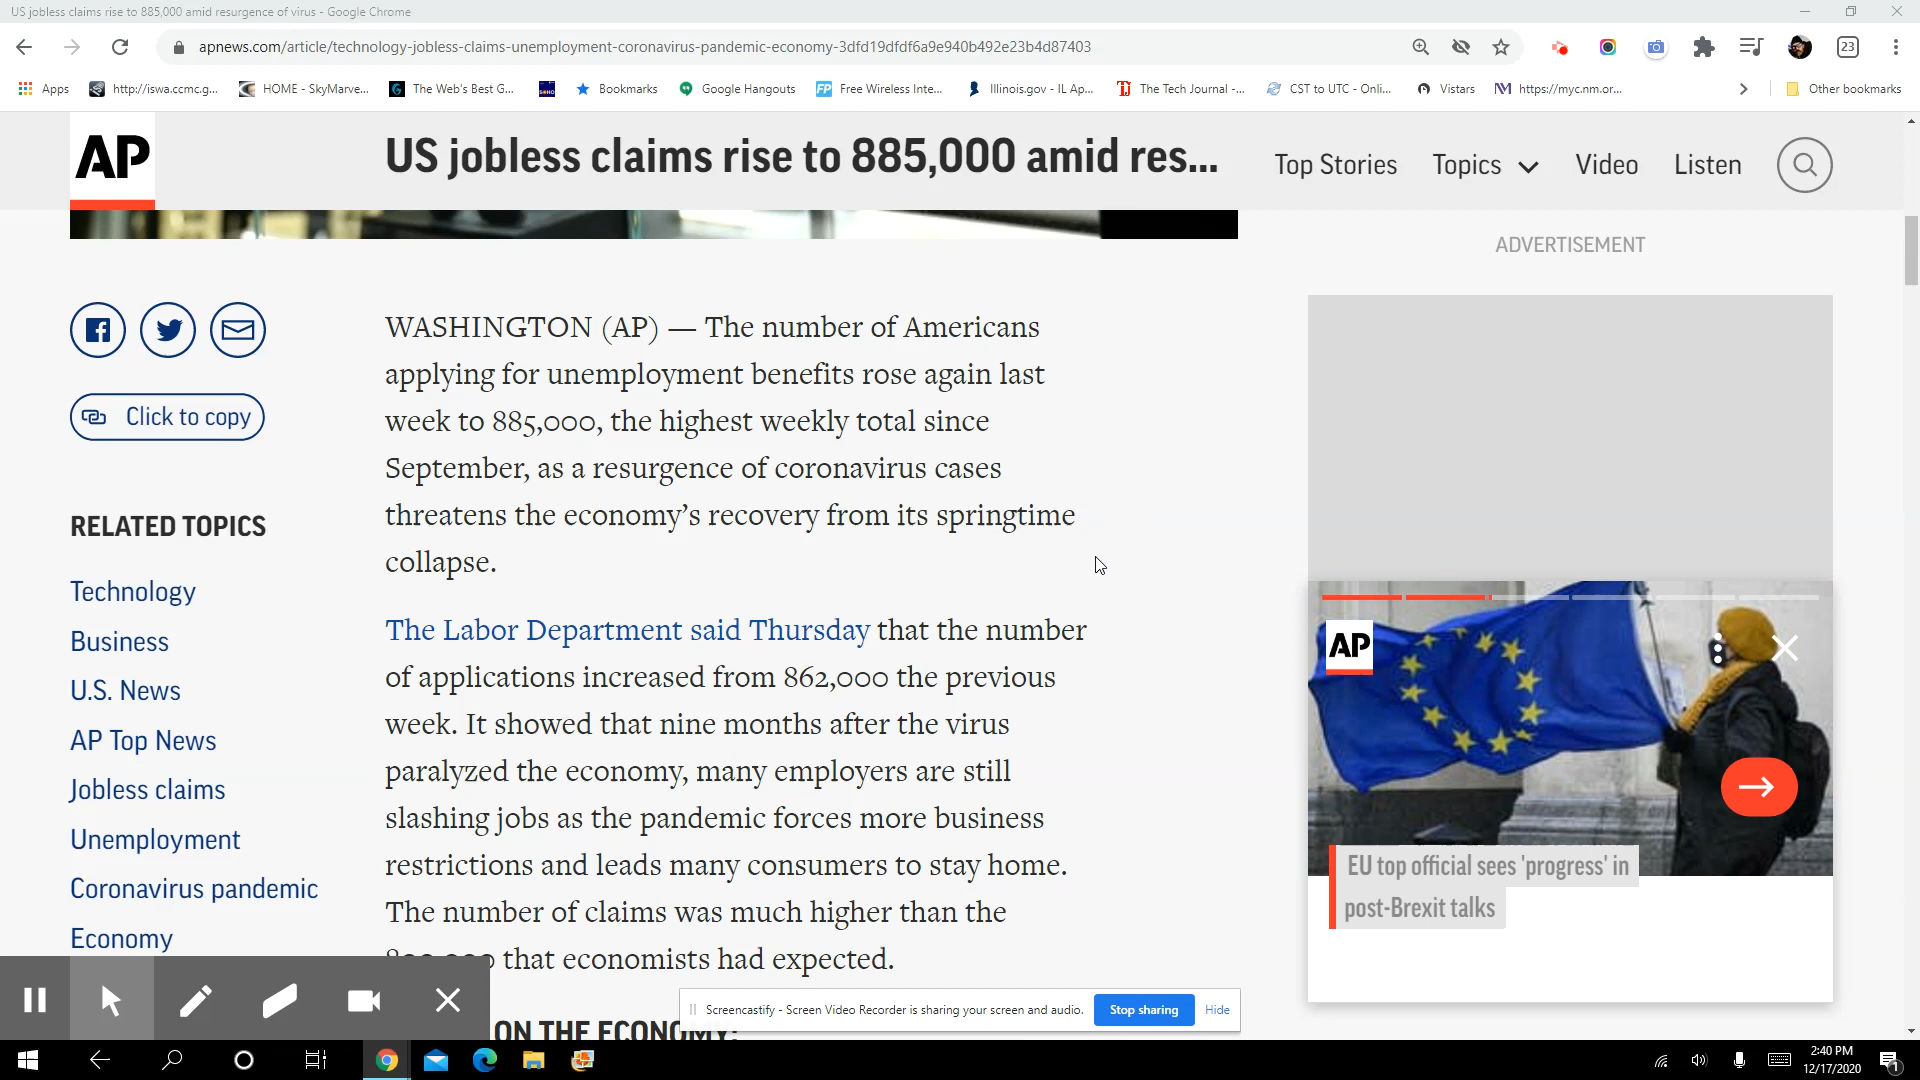 US jobless claims rise to 885,000 amid resurgence of virus - Google Chrome
apnews.com/article/technology-jobless-claims-unemployment-coronavirus-pandemic-economy-3dfd19dfdf6a9e940b492e23b4d87403
23
Apps
http://iswa.ccmc.g...
HOME - SkyMarve...
The Web's Best G...
Bookmarks
Google Hangouts
Free Wireless Inte...
Illinois.gov - IL Ap...
The Tech Journal -...
CST to UTC - Onli...
Vistars
https://myc.nm.or...
Other bookmarks
AP
US jobless claims rise to 885,000 amid res...
Top Stories
Topics
Video
Listen
ADVERTISEMENT
Click to copy
RELATED TOPICS
Technology
Business
U.S. News
AP Top News
Jobless claims
Unemployment
Coronavirus pandemic
Economy
WASHINGTON (AP) — The number of Americans
applying for unemployment benefits rose again last
week to 885,000, the highest weekly total since
September, as a resurgence of coronavirus cases
threatens the economy’s recovery from its springtime
collapse.
The Labor Department said Thursday that the number
of applications increased from 862,000 the previous
week. It showed that nine months after the virus
paralyzed the economy, many employers are still
slashing jobs as the pandemic forces more business
restrictions and leads many consumers to stay home.
The number of claims was much higher than the
that economists had expected.
ON THE ECONOMY:
AP
EU top official sees 'progress' in
post-Brexit talks
Screencastify - Screen Video Recorder is sharing your screen and audio.
Stop sharing
Hide
2:40 PM
12/17/2020
1